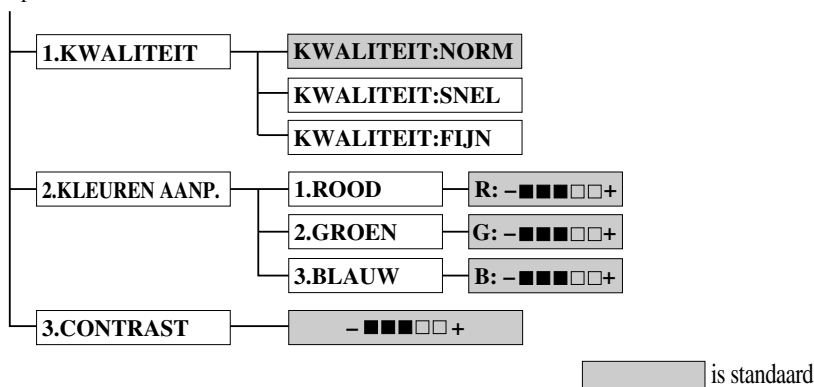 1.KWALITEIT
KWALITEIT:NORM
KWALITEIT:SNEL
KWALITEIT:FIJN
2.KLEUREN AANP.
1.ROOD
R: –■■■□□+
2.GROEN
G: –■■■□□+
3.BLAUW
B: –■■■□□+
3.CONTRAST
–■■■□□+
is standaard